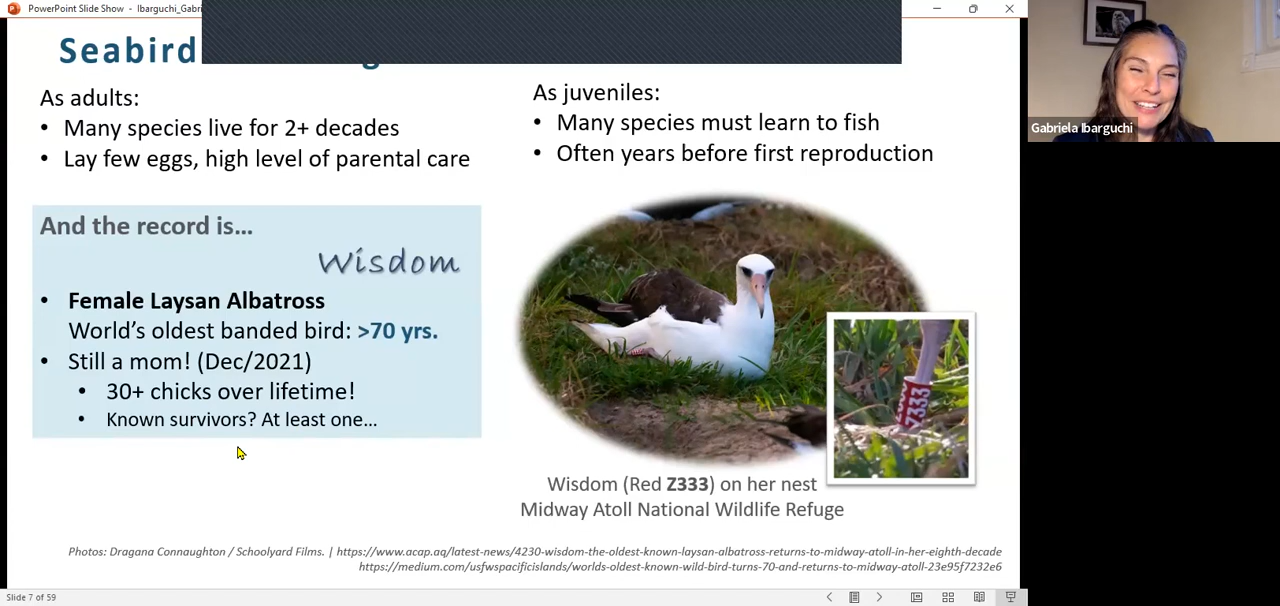 PowerPoint Slide Show - Ibarguchi_Gabri
Seabird
As adults:
• Many species live for 2+ decades
• Lay few eggs, high level of parental care
As juveniles:
• Many species must learn to fish
• Often years before first reproduction
And the record is…
Wisdom
• Female Laysan Albatross
World's oldest banded bird: >70 yrs.
• Still a mom! (Dec/2021)
• 30+ chicks over lifetime!
• Known survivors? At least one…
Z333
Wisdom (Red Z333) on her nest
Midway Atoll National Wildlife Refuge
Photos: Dragana Connaughton / Schoolyard Films. | https://www.acap.aq/latest-news/4230-wisdom-the-oldest-known-laysan-albatross-returns-to-midway-atoll-in-her-eighth-decade
https://medium.com/usfwspacificislands/worlds-oldest-known-wild-bird-turns-70-and-returns-to-midway-atoll-23e95f7232e6
Slide 7 of 59
Gabriela Ibarguchi